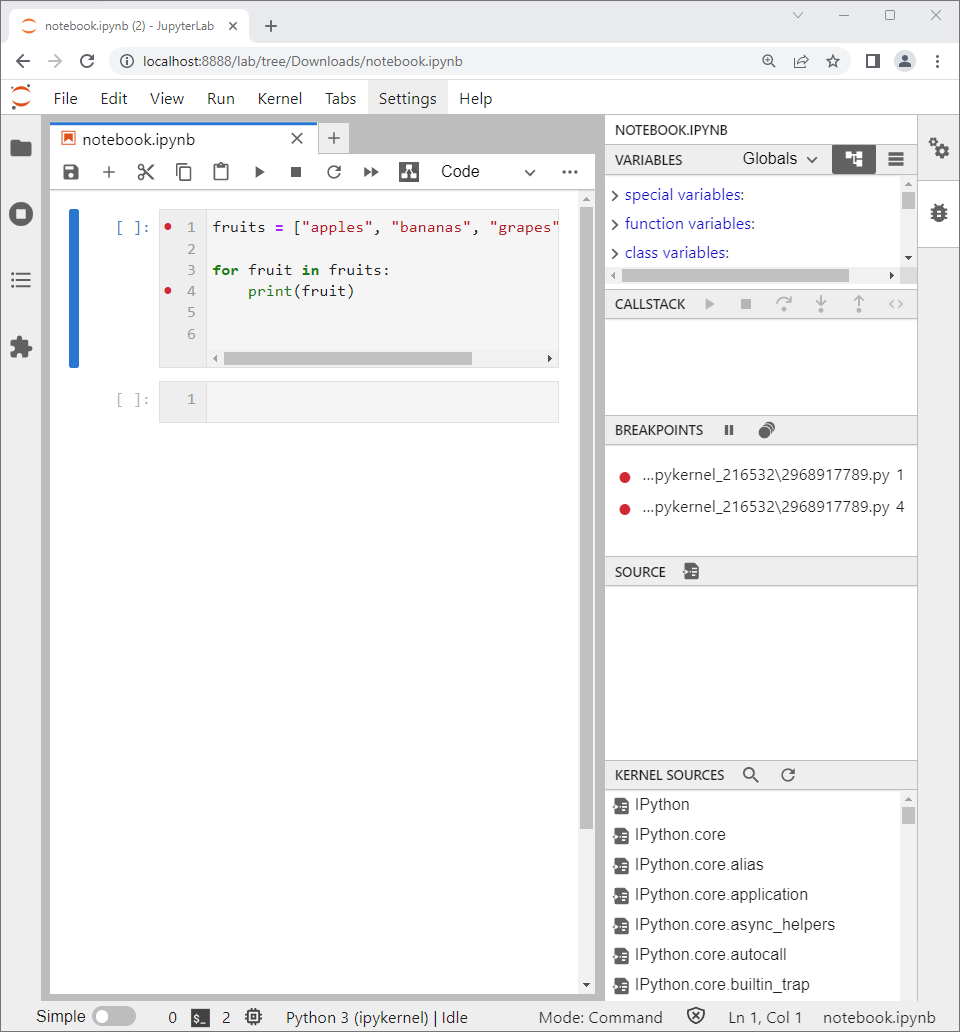 notebook.ipynb (2) - JupyterLab
localhost:8888/lab/tree/Downloads/notebook.ipynb
File Edit View Run Kernel Tabs Settings Help
notebook.ipynb
Code
[ ]:
1 fruits = ["apples", "bananas", "grapes"
2
3 for fruit in fruits:
4     print(fruit)
5
6
[ ]:
1
NOTEBOOK.IPYNB
VARIABLES Globals
special variables:
function variables:
class variables:
CALLSTACK
BREAKPOINTS
...pykernel_216532\2968917789.py 1
...pykernel_216532\2968917789.py 4
SOURCE
KERNEL SOURCES
IPython
IPython.core
IPython.core.alias
IPython.core.application
IPython.core.async_helpers
IPython.core.autocall
IPython.core.builtin_trap
Simple 0 $_ 2 Python 3 (ipykernel) | Idle Mode: Command Ln 1, Col 1 notebook.ipynb